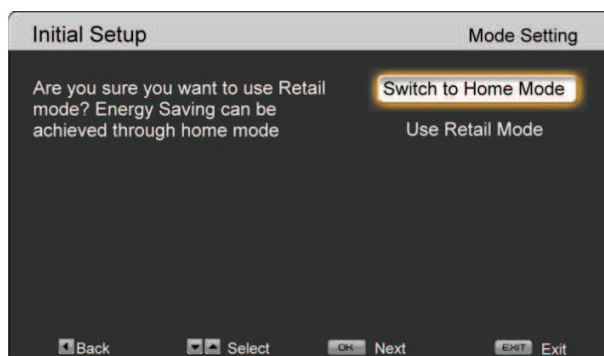 Initial Setup
Mode Setting
Are you sure you want to use Retail
mode? Energy Saving can be
achieved through home mode
Switch to Home Mode
Use Retail Mode
Back Select OK Next EXIT Exit